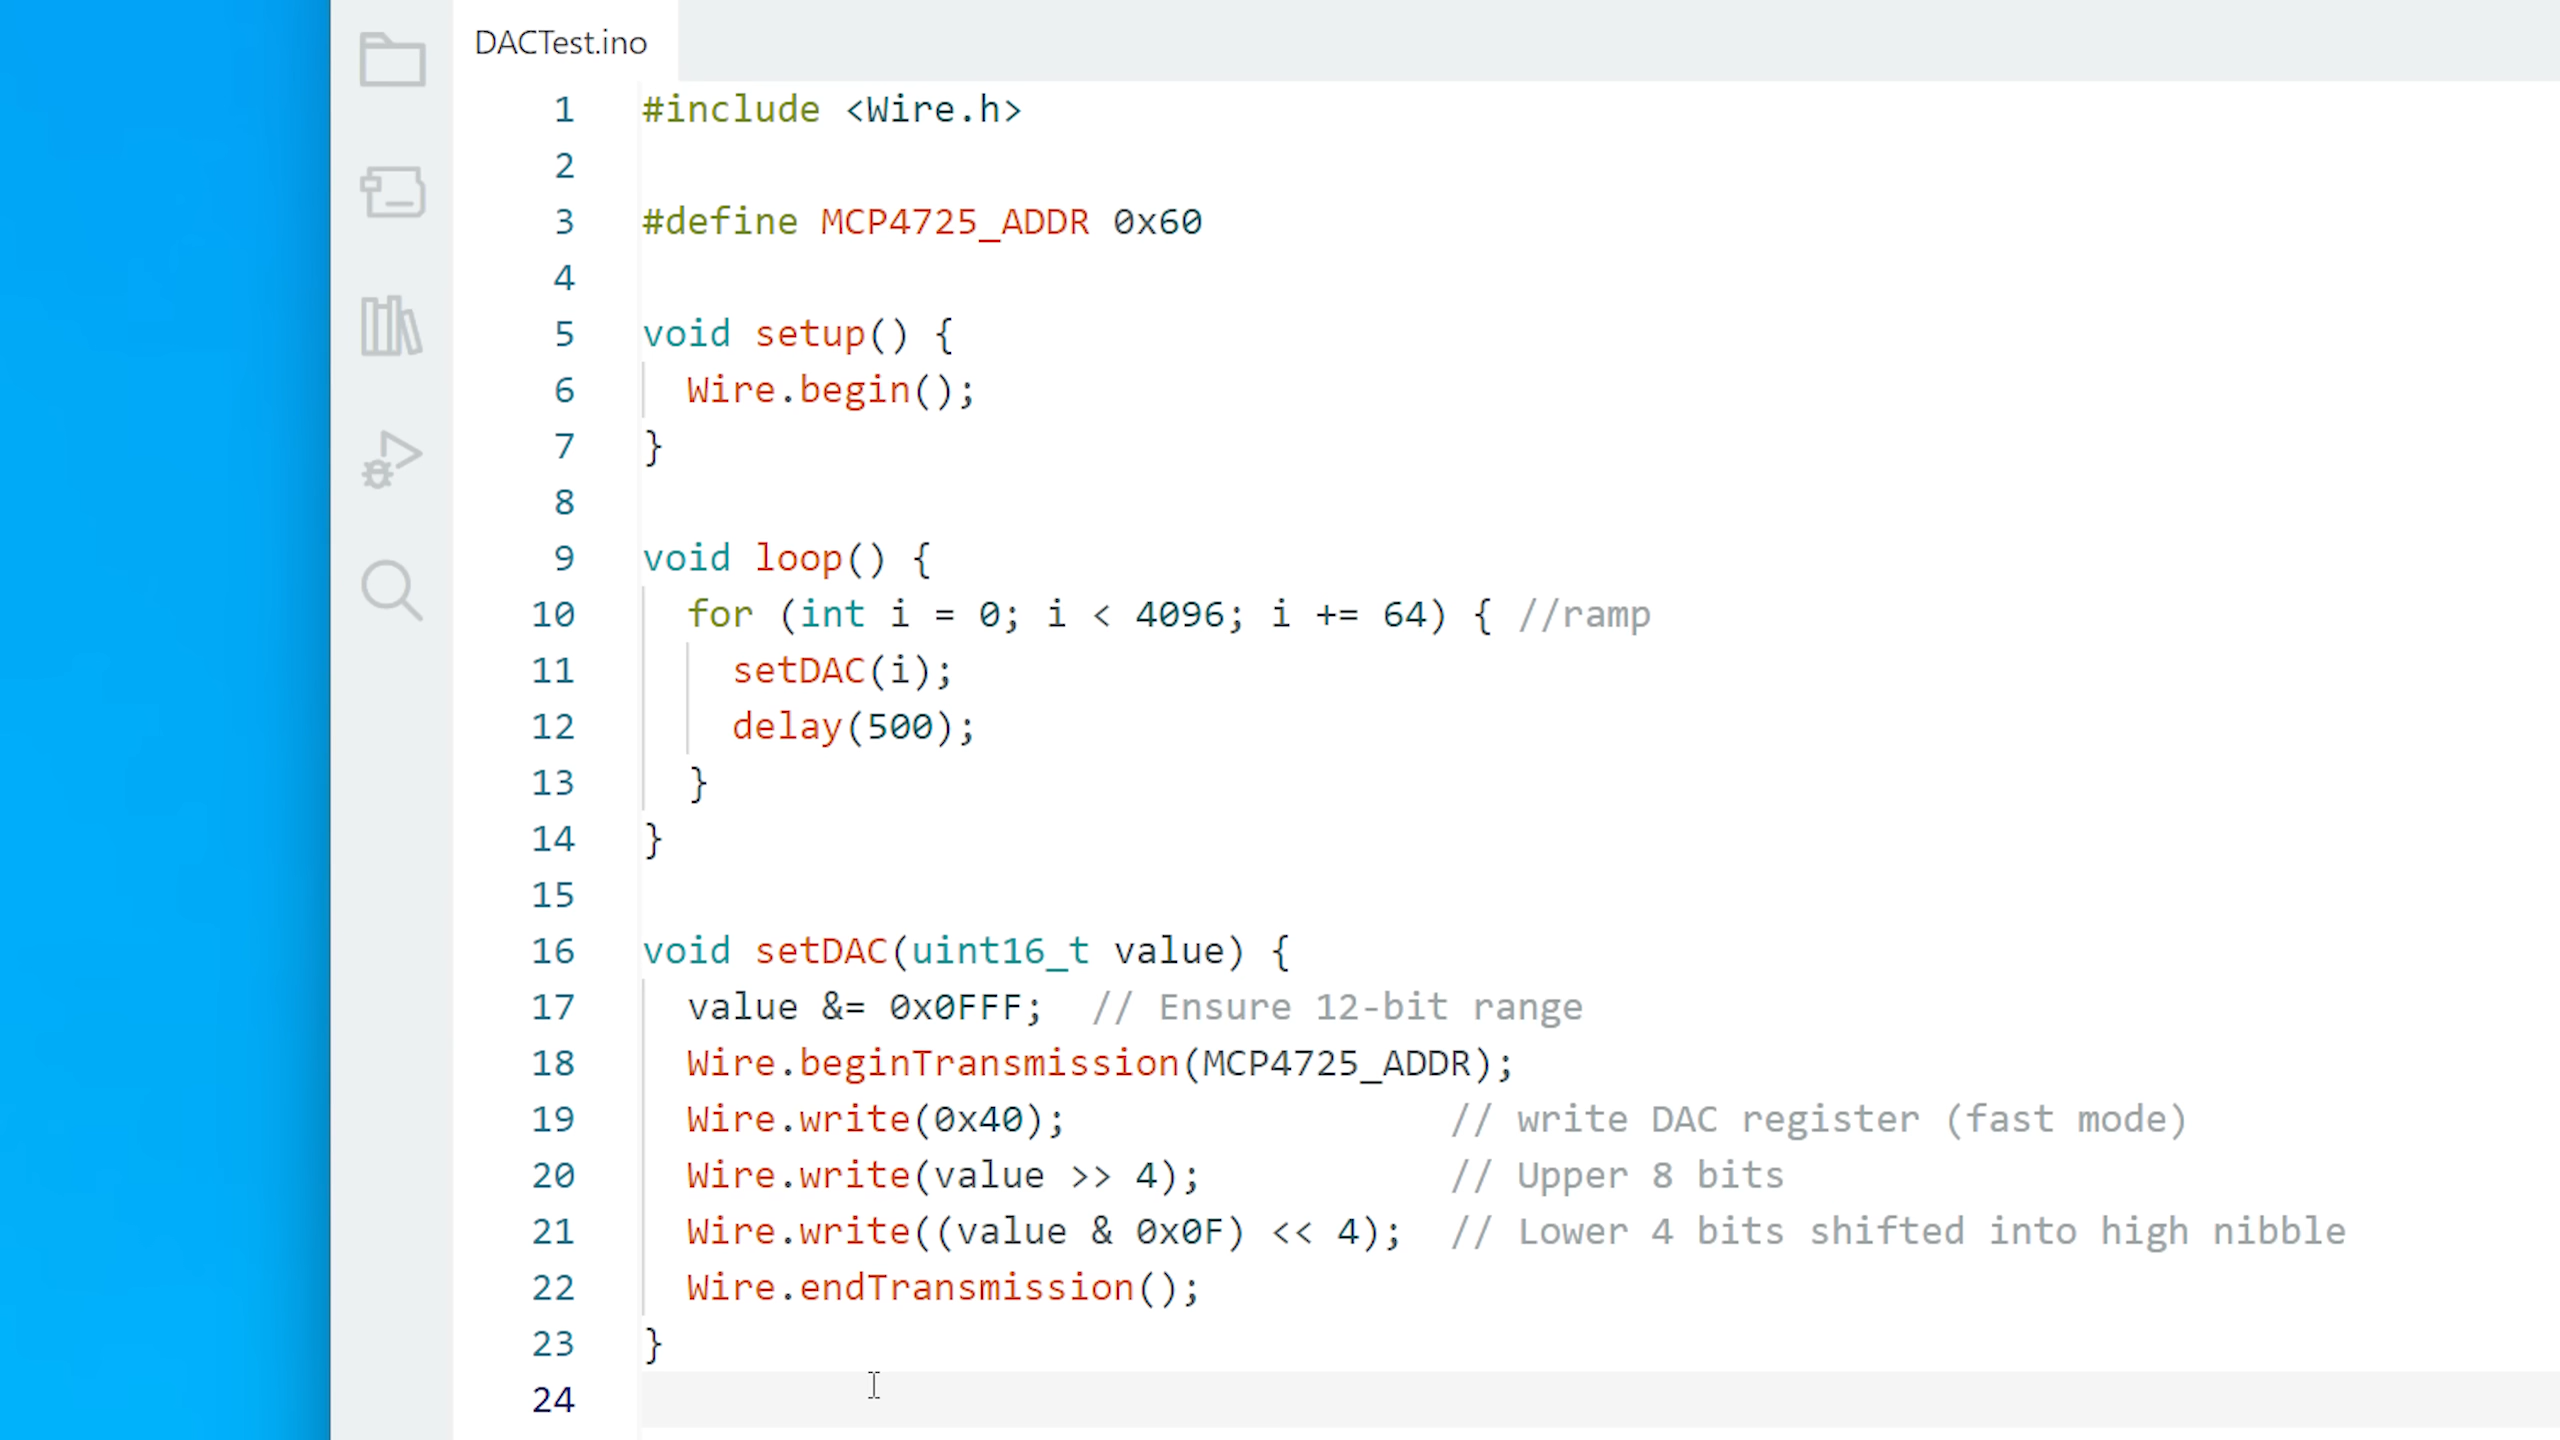 DACTest.ino
1 #include <Wire.h>
2
3 #define MCP4725_ADDR 0x60
4
5 void setup() {
6   Wire.begin();
7 }
8
9 void loop() {
10   for (int i = 0; i < 4096; i += 64) { //ramp
11     setDAC(i);
12     delay(500);
13   }
14 }
15
16 void setDAC(uint16_t value) {
17   value &= 0x0FFF;  // Ensure 12-bit range
18   Wire.beginTransmission(MCP4725_ADDR);
19   Wire.write(0x40);                 // write DAC register (fast mode)
20   Wire.write(value >> 4);           // Upper 8 bits
21   Wire.write((value & 0x0F) << 4);  // Lower 4 bits shifted into high nibble
22   Wire.endTransmission();
23 }
24